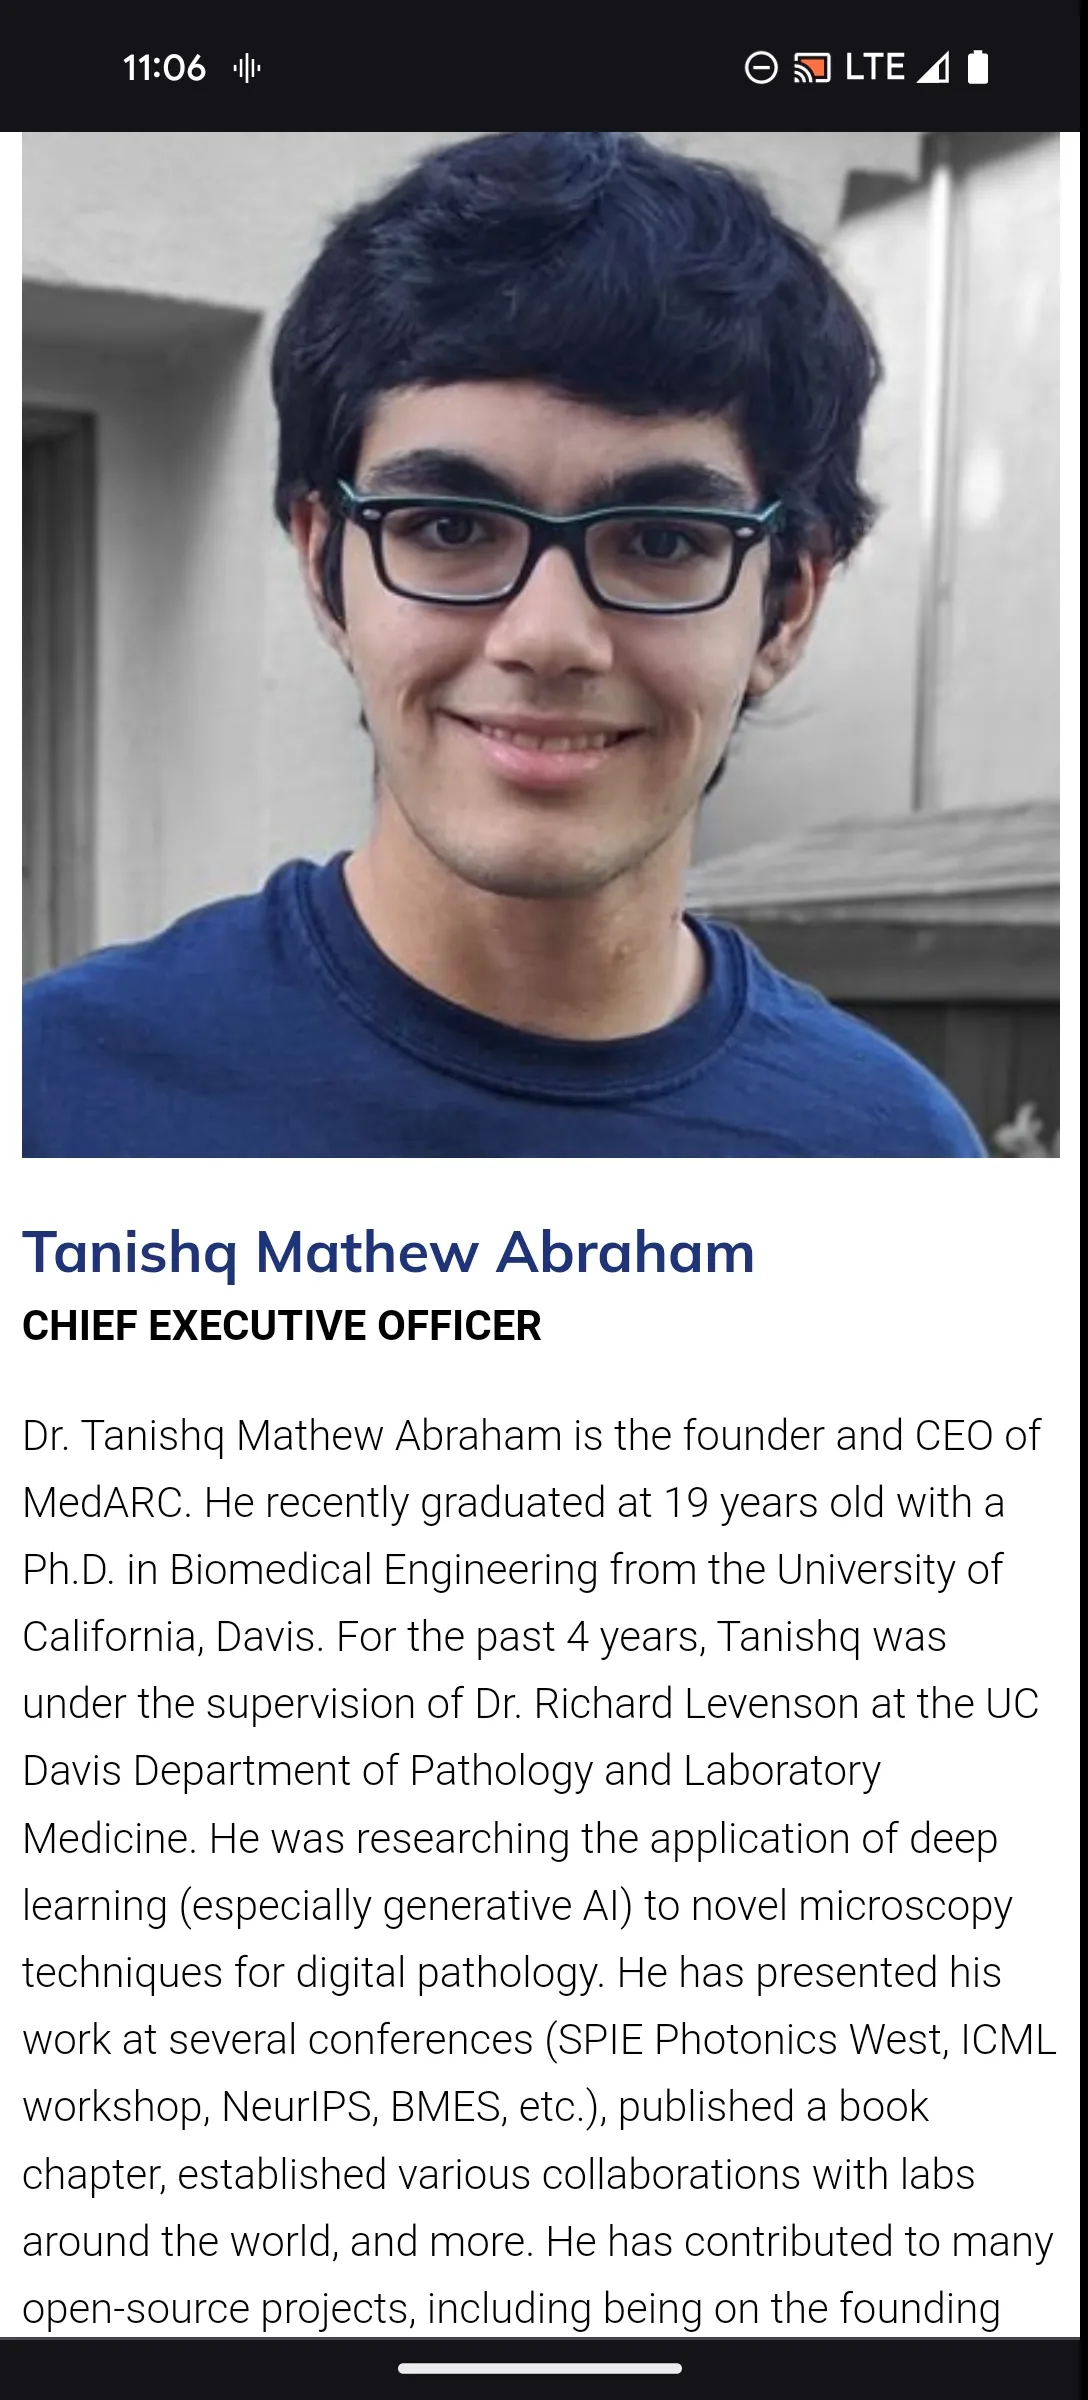 11:06
LTE
Tanishq Mathew Abraham
CHIEF EXECUTIVE OFFICER
Dr. Tanishq Mathew Abraham is the founder and CEO of
MedARC. He recently graduated at 19 years old with a
Ph.D. in Biomedical Engineering from the University of
California, Davis. For the past 4 years, Tanishq was
under the supervision of Dr. Richard Levenson at the UC
Davis Department of Pathology and Laboratory
Medicine. He was researching the application of deep
learning (especially generative AI) to novel microscopy
techniques for digital pathology. He has presented his
work at several conferences (SPIE Photonics West, ICML
workshop, NeurIPS, BMES, etc.), published a book
chapter, established various collaborations with labs
around the world, and more. He has contributed to many
open-source projects, including being on the founding